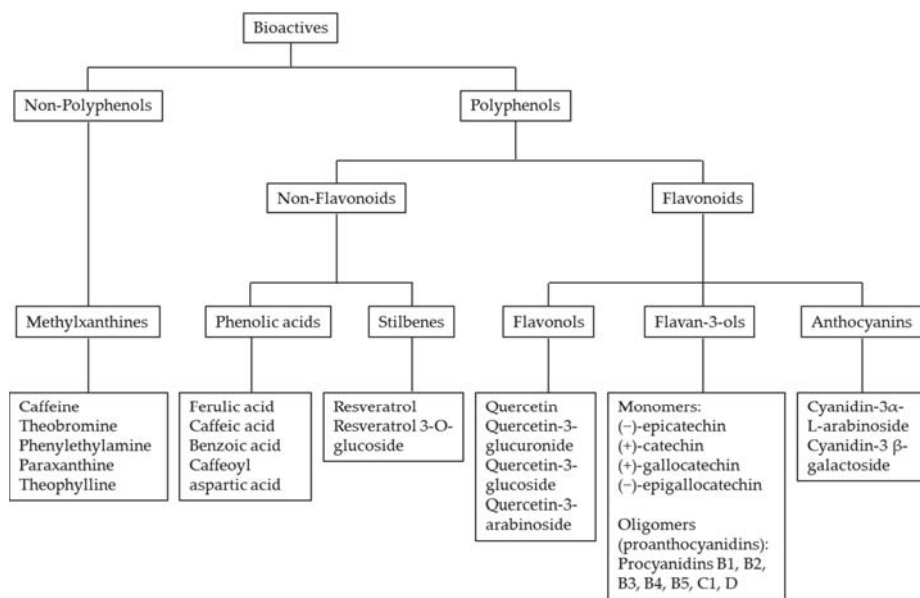 Bioactives
Non-Polyphenols
Polyphenols
Non-Flavonoids
Flavonoids
Methylxanthines
Phenolic acids
Stilbenes
Flavonols
Flavan-3-ols
Anthocyanins
Caffeine
Theobromine
Phenylethylamine
Paraxanthine
Theophylline
Ferulic acid
Caffeic acid
Benzoic acid
Caffeoyl
aspartic acid
Resveratrol
Resveratrol 3-O-
glucoside
Quercetin
Quercetin-3-
glucuronide
Quercetin-3-
glucoside
Quercetin-3-
arabinoside
Monomers:
(−)-epicatechin
(+)-catechin
(+)-gallocatechin
(−)-epigallocatechin
Oligomers
(proanthocyanidins):
Procyanidins B1, B2,
B3, B4, B5, C1, D
Cyanidin-3α-
L-arabinoside
Cyanidin-3 β-
galactoside